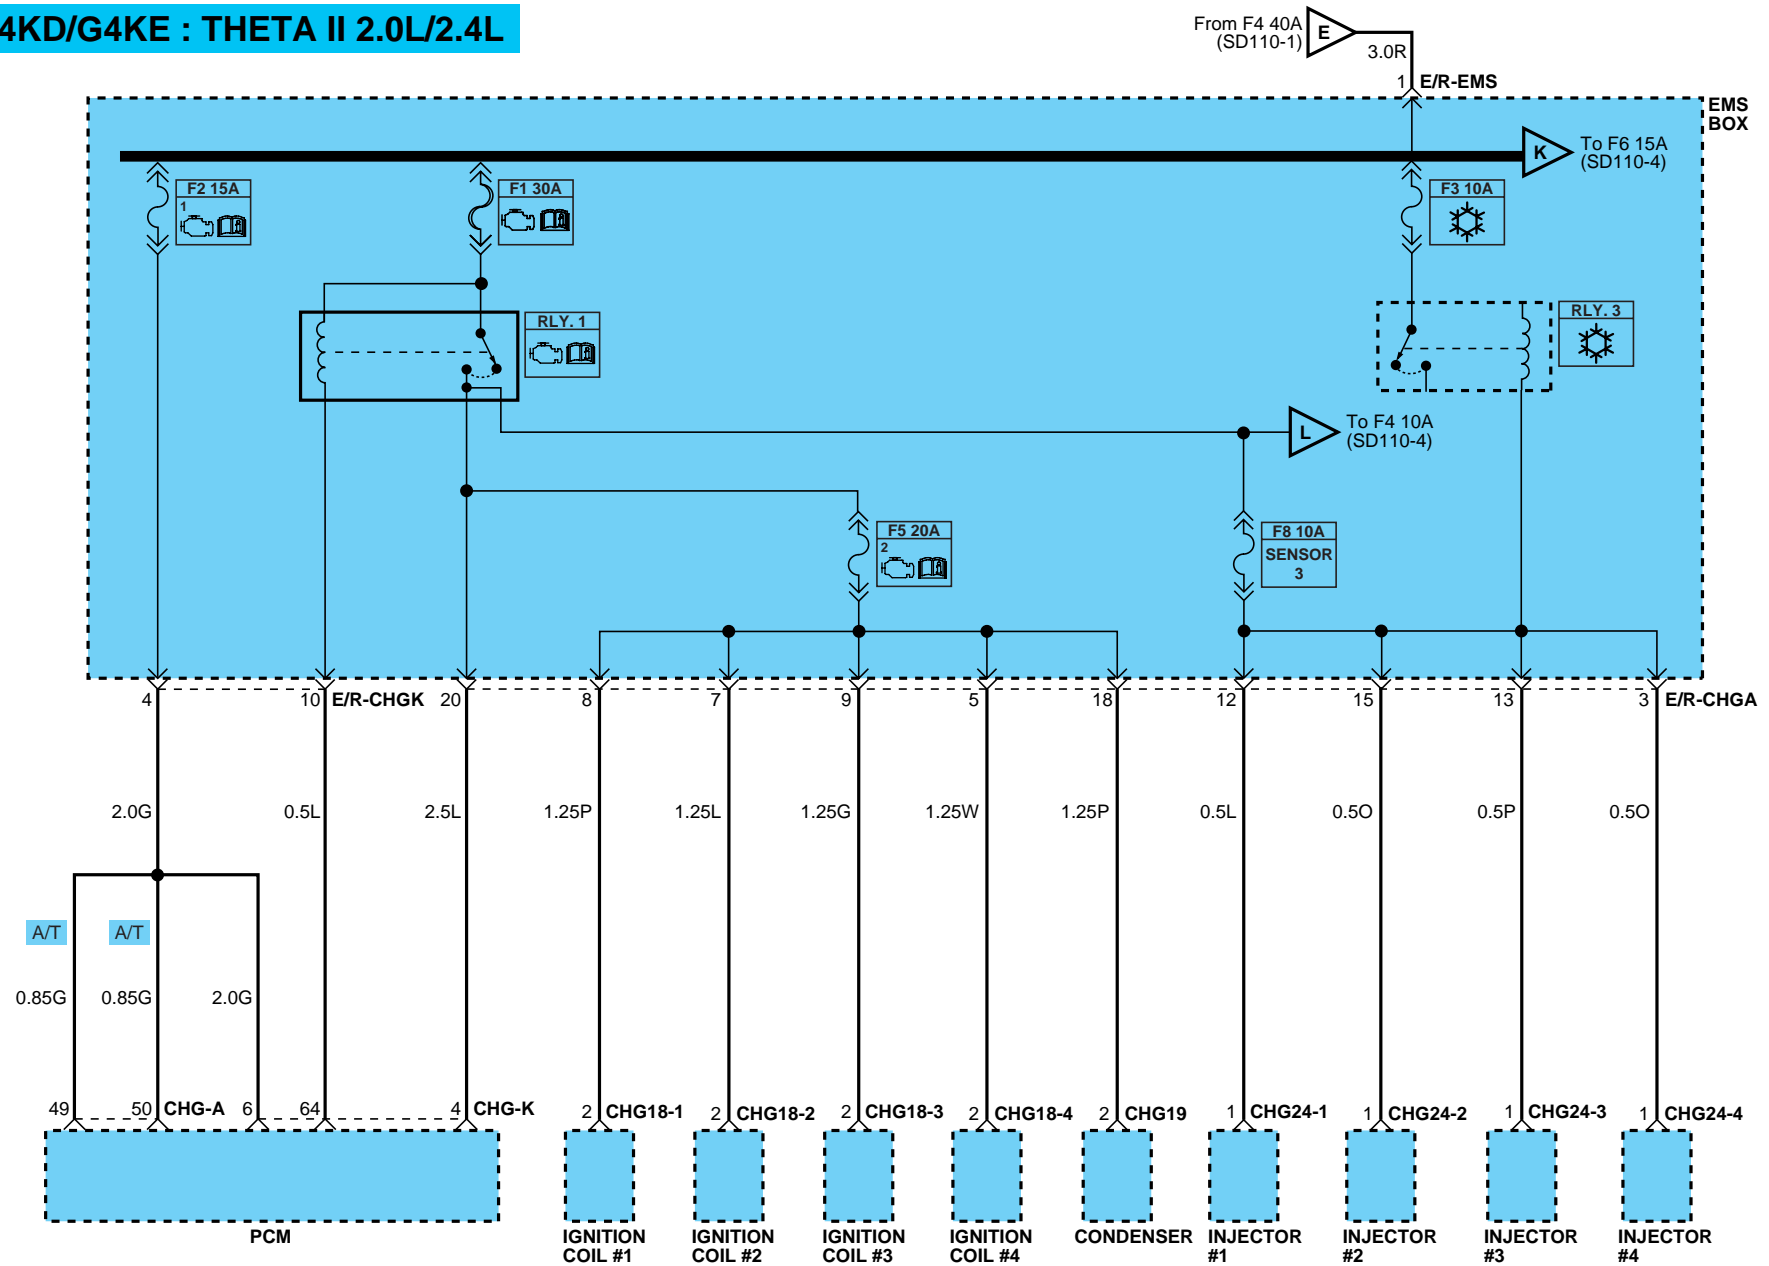 4KD/G4KE : THETA II 2.0L/2.4L
From F4 40A
(SD110-1)
E
3.0R
1 E/R-EMS
EMS
BOX
K
To F6 15A
(SD110-4)
F2 15A
1
F1 30A
F3 10A
RLY. 1
RLY. 3
L
To F4 10A
(SD110-4)
F5 20A
2
F8 10A
SENSOR
3
4 10 E/R-CHGK 20 8 7 9 5 18 12 15 13 3 E/R-CHGA
2.0G 0.5L 2.5L 1.25P 1.25L 1.25G 1.25W 1.25P 0.5L 0.5O 0.5P 0.5O
A/T A/T
0.85G 0.85G 2.0G
49 50 CHG-A 6 64 4 CHG-K 2 CHG18-1 2 CHG18-2 2 CHG18-3 2 CHG18-4 2 CHG19 1 CHG24-1 1 CHG24-2 1 CHG24-3 1 CHG24-4
PCM
IGNITION
COIL #1
IGNITION
COIL #2
IGNITION
COIL #3
IGNITION
COIL #4
CONDENSER
INJECTOR
#1
INJECTOR
#2
INJECTOR
#3
INJECTOR
#4